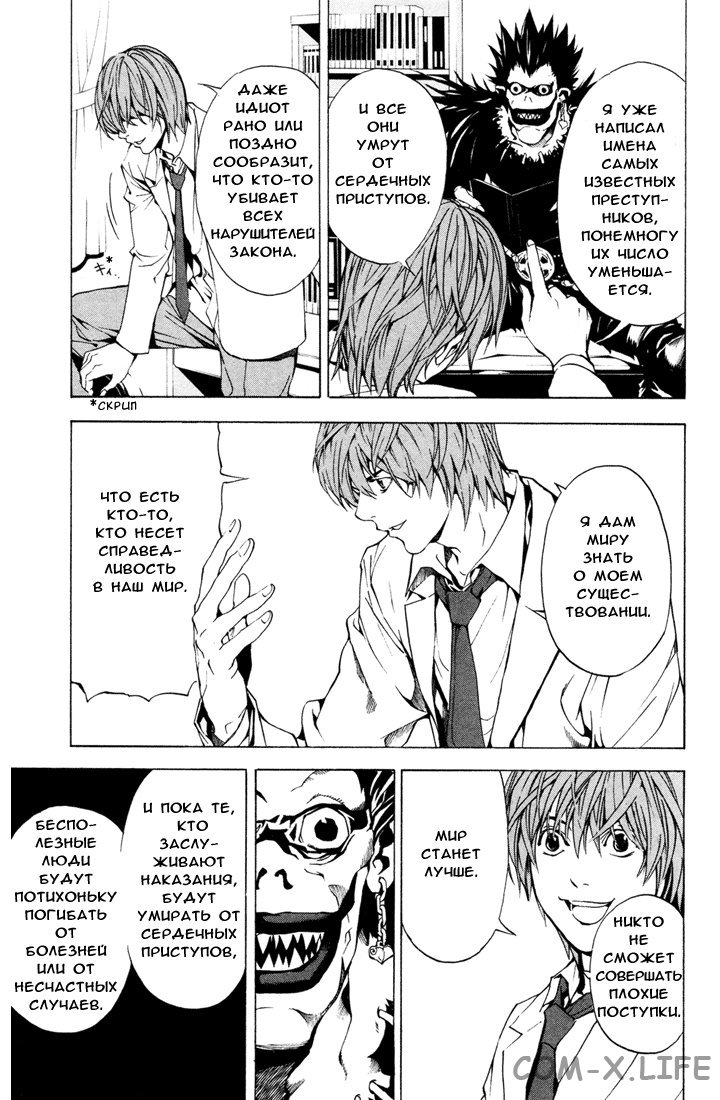 Я УЖЕ
НАПИСАЛ
ИМЕНА
САМЫХ
ИЗВЕСТНЫХ
ПРЕСТУП-
НИКОВ,
ПОНЕМНОГУ
ИХ ЧИСЛО
УМЕНЬША-
ЕТСЯ.
И ВСЕ
ОНИ
УМРУТ
ОТ
СЕРДЕЧНЫХ
ПРИСТУПОВ.
ДАЖЕ
ИДИОТ
РАНО ИЛИ
ПОЗДНО
СООБРАЗИТ,
ЧТО КТО-ТО
УБИВАЕТ
ВСЕХ
НАРУШИТЕЛЕЙ
ЗАКОНА.
*
キィ..
*СКРИП
Я ДАМ
МИРУ
ЗНАТЬ
О МОЕМ
СУЩЕС-
ТВОВАНИИ.
ЧТО ЕСТЬ
КТО-ТО,
КТО НЕСЕТ
СПРАВЕД-
ЛИВОСТЬ
В НАШ МИР.
НИКТО
НЕ
СМОЖЕТ
СОВЕРШАТЬ
ПЛОХИЕ
ПОСТУПКИ.
МИР
СТАНЕТ
ЛУЧШЕ.
И ПОКА ТЕ,
КТО
ЗАСЛУ-
ЖИВАЮТ
НАКАЗАНИЯ,
БУДУТ
УМИРАТЬ ОТ
СЕРДЕЧНЫХ
ПРИСТУПОВ,
БЕСПО-
ЛЕЗНЫЕ
ЛЮДИ
БУДУТ
ПОТИХОНЬКУ
ПОГИБАТЬ
ОТ
БОЛЕЗНЕЙ
ИЛИ ОТ
НЕСЧАСТНЫХ
СЛУЧАЕВ.
COM-X.LIFE